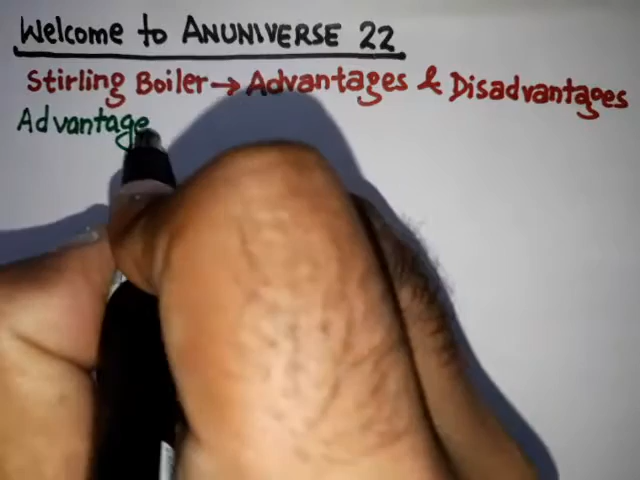 Welcome to ANUNIVERSE 22
Stirling Boiler → Advantages & Disadvantages
Advantage